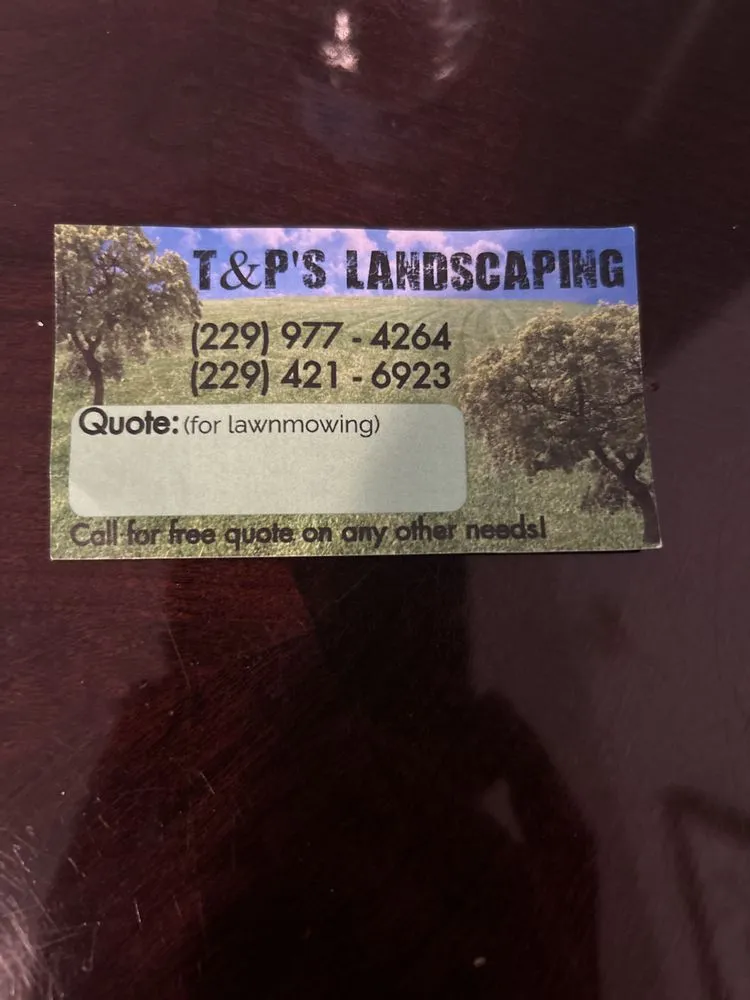 T&P'S LANDSCAPING
(229) 977 - 4264
(229) 421 - 6923
Quote: (for lawnmowing)
Call for free quote on any other needs!